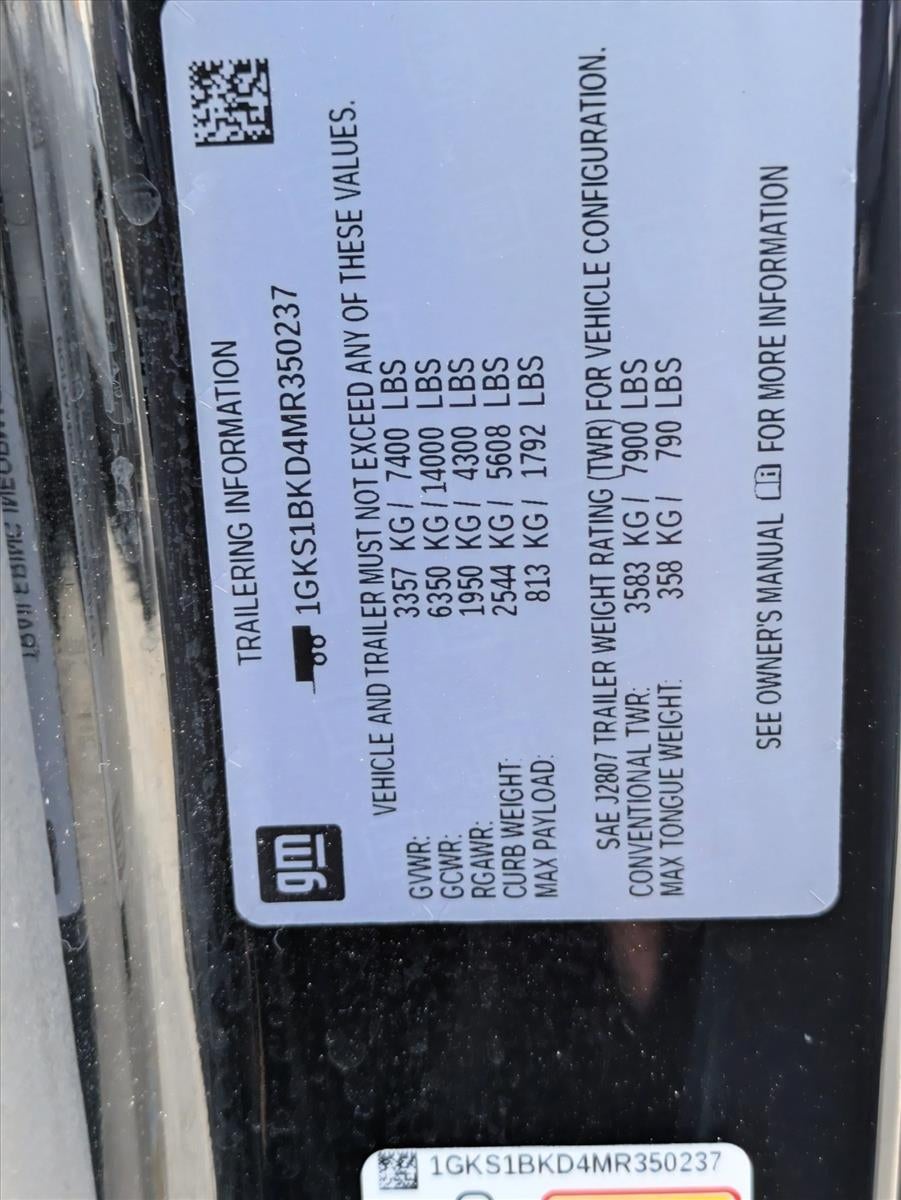 TRAILERING INFORMATION
gm
1GKS1BKD4MR350237
VEHICLE AND TRAILER MUST NOT EXCEED ANY OF THESE VALUES.
GVWR: 3357 KG / 7400 LBS
GCWR: 6350 KG / 14000 LBS
RGAWR: 1950 KG / 4300 LBS
CURB WEIGHT: 2544 KG / 5608 LBS
MAX PAYLOAD: 813 KG / 1792 LBS
SAE J2807 TRAILER WEIGHT RATING (TWR) FOR VEHICLE CONFIGURATION.
CONVENTIONAL TWR: 3583 KG / 7900 LBS
MAX TONGUE WEIGHT: 358 KG / 790 LBS
SEE OWNER'S MANUAL FOR MORE INFORMATION
1GKS1BKD4MR350237